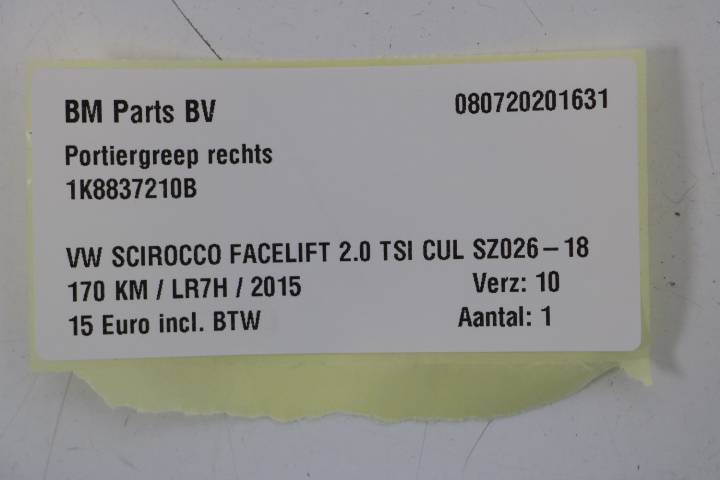 BM Parts BV 080720201631
Portiergreep rechts
1K8837210B
VW SCIROCCO FACELIFT 2.0 TSI CUL SZ026-18
170 KM / LR7H / 2015 Verz: 10
15 Euro incl. BTW Aantal: 1